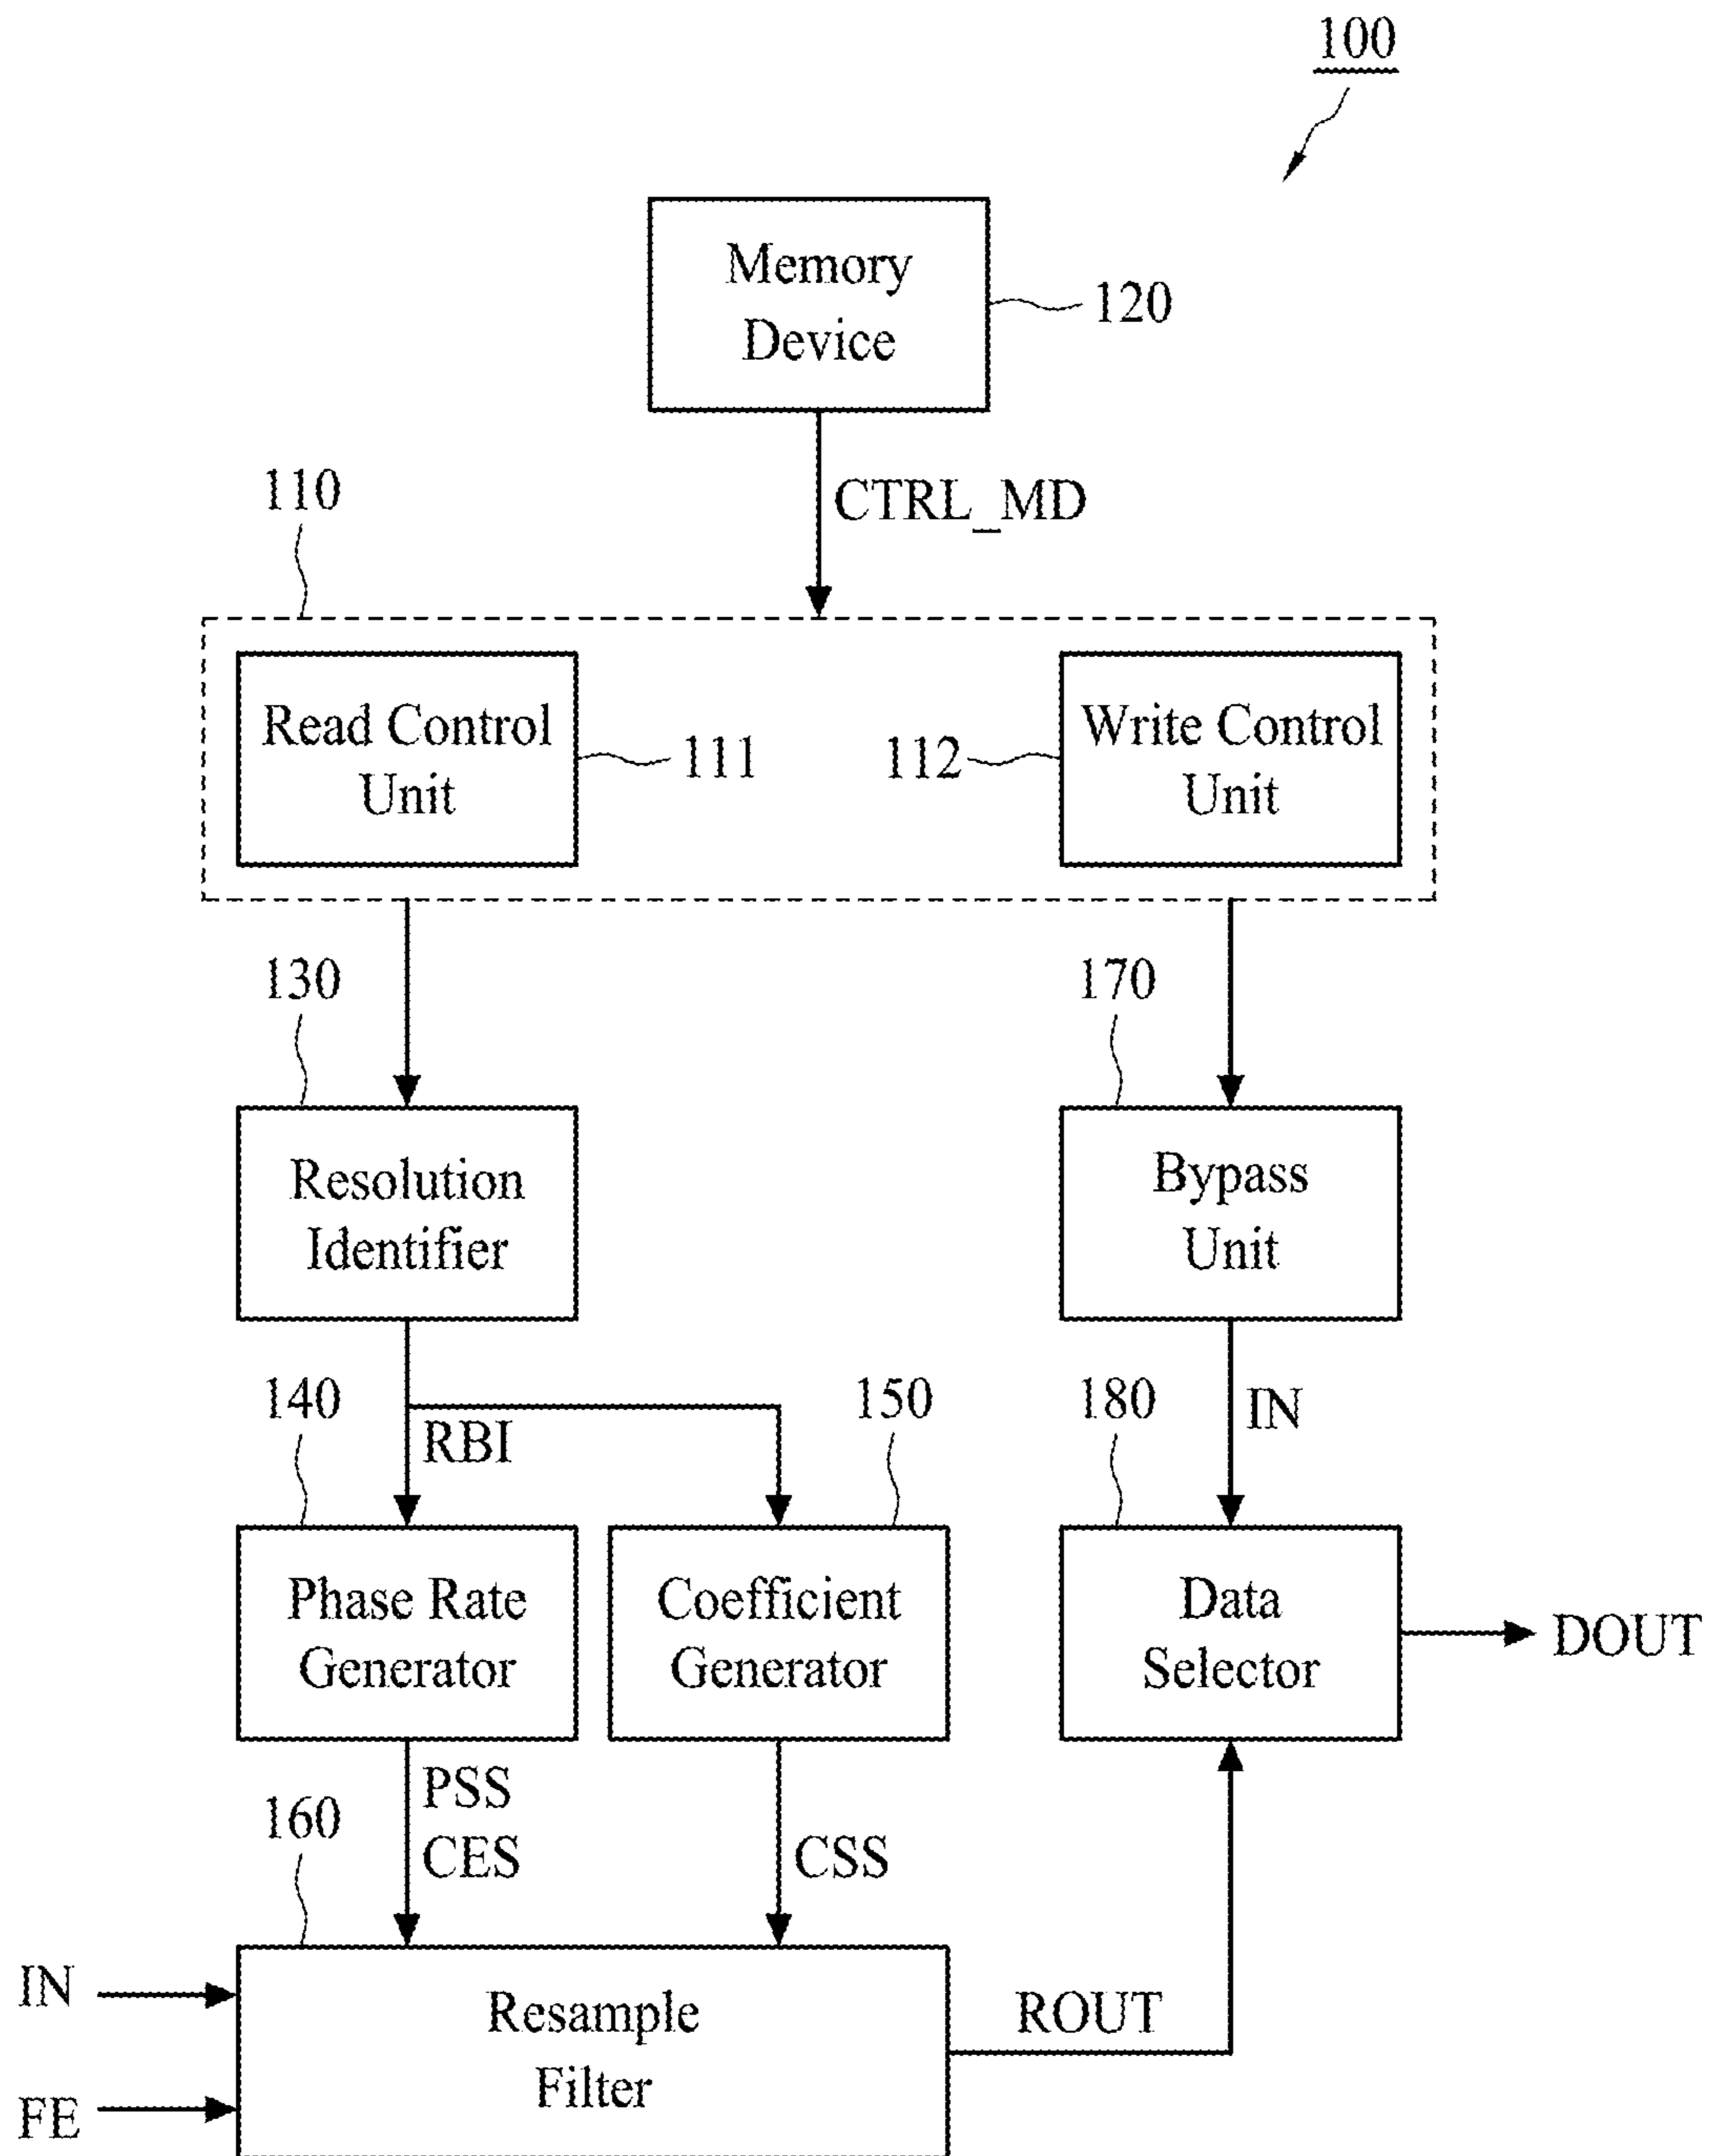 100
Memory
Device
120
CTRL_MD
110
Read Control
Unit
111
112
Write Control
Unit
130
170
Resolution
Identifier
Bypass
Unit
140
RBI
150
180
IN
Phase Rate
Generator
Coefficient
Generator
Data
Selector
DOUT
160
PSS
CES
CSS
IN
FE
Resample
Filter
ROUT